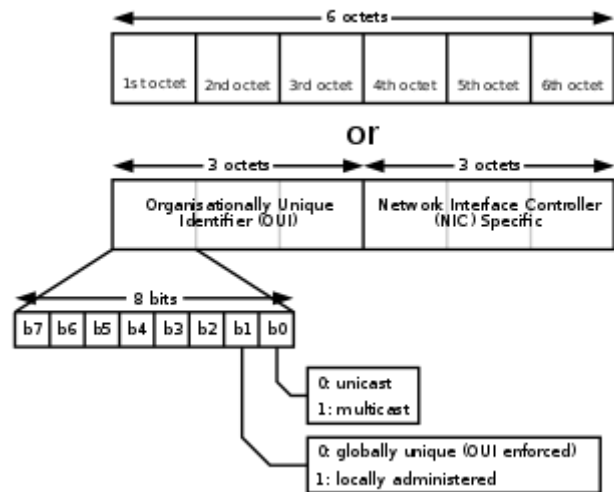 6 octets
1st octet 2nd octet 3rd octet 4th octet 5th octet 6th octet
or
3 octets 3 octets
Organisationally Unique Identifier (OUI)
Network Interface Controller (NIC) Specific
8 bits
b7 b6 b5 b4 b3 b2 b1 b0
0: unicast
1: multicast
0: globally unique (OUI enforced)
1: locally administered